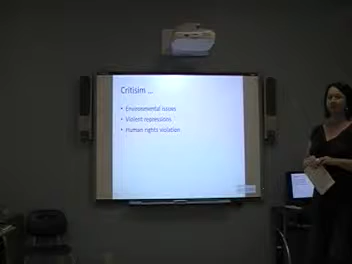 Critisim ...
• Environmental issues
• Violent repressions
• Human rights violation